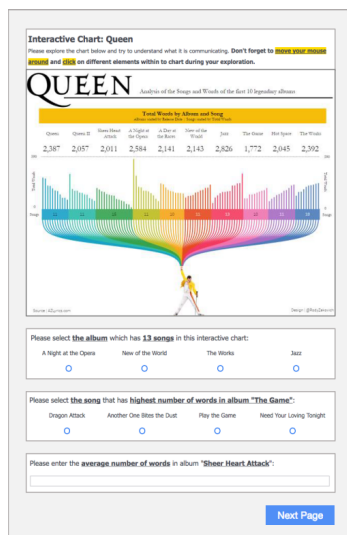 Interactive Chart: Queen
Please explore the chart below and try to understand what it is communicating. Don't forget to move your mouse
around and click on different elements within to chart during your exploration.
QUEEN
Analysis of the Songs and Words of the first 10 legendary albums
Total Words by Album and Song
Queen Queen II Sheer Heart Attack A Night at the Opera A Day at the Races New of the World Jazz The Game Hot Space The Works
2,387 2,057 2,011 2,584 2,141 2,143 2,826 1,772 2,045 2,392
Total Words Total Words
0 0
Songs Songs
Please select the album which has 13 songs in this interactive chart:
A Night at the Opera New of the World The Works Jazz
Please select the song that has highest number of words in album "The Game":
Dragon Attack Another One Bites the Dust Play the Game Need Your Loving Tonight
Please enter the average number of words in album "Sheer Heart Attack":
Next Page